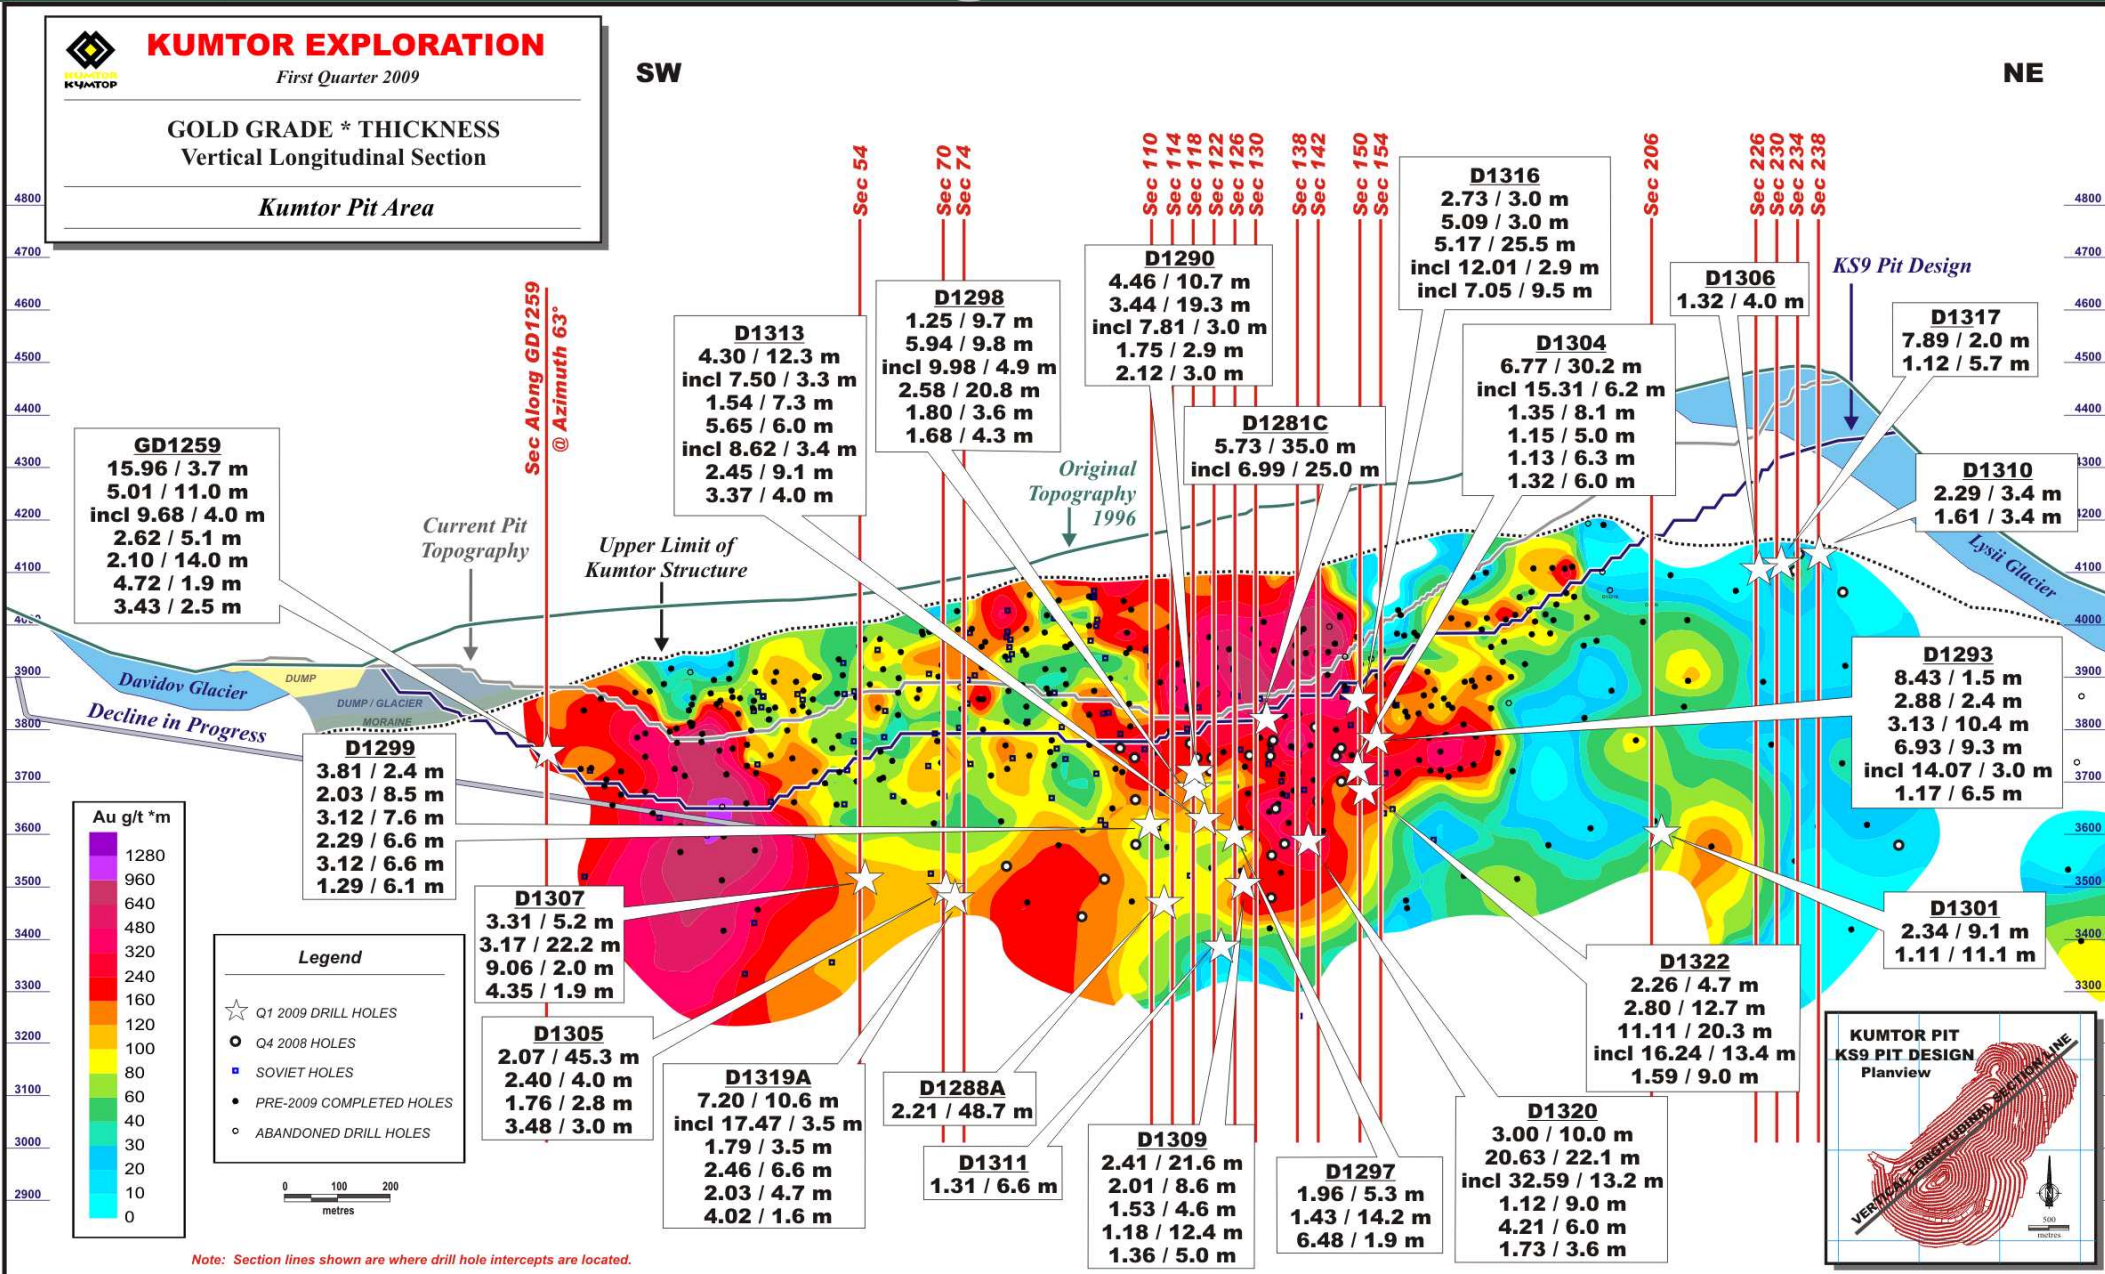 KUMTOR
КУМТОР
KUMTOR EXPLORATION
First Quarter 2009
GOLD GRADE * THICKNESS
Vertical Longitudinal Section
Kumtor Pit Area
SW
NE
Sec Along GD1259
@ Azimuth 63°
Sec 54
Sec 70
Sec 74
Sec 110
Sec 114
Sec 118
Sec 122
Sec 126
Sec 130
Sec 138
Sec 142
Sec 150
Sec 154
Sec 206
Sec 226
Sec 230
Sec 234
Sec 238
4800
4700
4600
4500
4400
4300
4200
4100
4000
3900
3800
3700
3600
3500
3400
3300
3200
3100
3000
2900
4800
4700
4600
4500
4400
4300
4200
4100
4000
3900
3800
3700
3600
3500
3400
3300
GD1259
15.96 / 3.7 m
5.01 / 11.0 m
incl 9.68 / 4.0 m
2.62 / 5.1 m
2.10 / 14.0 m
4.72 / 1.9 m
3.43 / 2.5 m
D1313
4.30 / 12.3 m
incl 7.50 / 3.3 m
1.54 / 7.3 m
5.65 / 6.0 m
incl 8.62 / 3.4 m
2.45 / 9.1 m
3.37 / 4.0 m
D1298
1.25 / 9.7 m
5.94 / 9.8 m
incl 9.98 / 4.9 m
2.58 / 20.8 m
1.80 / 3.6 m
1.68 / 4.3 m
D1290
4.46 / 10.7 m
3.44 / 19.3 m
incl 7.81 / 3.0 m
1.75 / 2.9 m
2.12 / 3.0 m
D1281C
5.73 / 35.0 m
incl 6.99 / 25.0 m
D1316
2.73 / 3.0 m
5.09 / 3.0 m
5.17 / 25.5 m
incl 12.01 / 2.9 m
incl 7.05 / 9.5 m
D1304
6.77 / 30.2 m
incl 15.31 / 6.2 m
1.35 / 8.1 m
1.15 / 5.0 m
1.13 / 6.3 m
1.32 / 6.0 m
D1306
1.32 / 4.0 m
KS9 Pit Design
D1317
7.89 / 2.0 m
1.12 / 5.7 m
D1310
2.29 / 3.4 m
1.61 / 3.4 m
Lysii Glacier
Current Pit
Topography
Upper Limit of
Kumtor Structure
Original
Topography
1996
Davidov Glacier
DUMP
DUMP / GLACIER
MORAINE
Decline in Progress
D1299
3.81 / 2.4 m
2.03 / 8.5 m
3.12 / 7.6 m
2.29 / 6.6 m
3.12 / 6.6 m
1.29 / 6.1 m
D1293
8.43 / 1.5 m
2.88 / 2.4 m
3.13 / 10.4 m
6.93 / 9.3 m
incl 14.07 / 3.0 m
1.17 / 6.5 m
D1307
3.31 / 5.2 m
3.17 / 22.2 m
9.06 / 2.0 m
4.35 / 1.9 m
D1305
2.07 / 45.3 m
2.40 / 4.0 m
1.76 / 2.8 m
3.48 / 3.0 m
D1319A
7.20 / 10.6 m
incl 17.47 / 3.5 m
1.79 / 3.5 m
2.46 / 6.6 m
2.03 / 4.7 m
4.02 / 1.6 m
D1288A
2.21 / 48.7 m
D1311
1.31 / 6.6 m
D1309
2.41 / 21.6 m
2.01 / 8.6 m
1.53 / 4.6 m
1.18 / 12.4 m
1.36 / 5.0 m
D1297
1.96 / 5.3 m
1.43 / 14.2 m
6.48 / 1.9 m
D1320
3.00 / 10.0 m
20.63 / 22.1 m
incl 32.59 / 13.2 m
1.12 / 9.0 m
4.21 / 6.0 m
1.73 / 3.6 m
D1322
2.26 / 4.7 m
2.80 / 12.7 m
11.11 / 20.3 m
incl 16.24 / 13.4 m
1.59 / 9.0 m
D1301
2.34 / 9.1 m
1.11 / 11.1 m
Au g/t *m
1280
960
640
480
320
240
160
120
100
80
60
40
30
20
10
0
Legend
Q1 2009 DRILL HOLES
Q4 2008 HOLES
SOVIET HOLES
PRE-2009 COMPLETED HOLES
ABANDONED DRILL HOLES
0 100 200
metres
Note: Section lines shown are where drill hole intercepts are located.
KUMTOR PIT
KS9 PIT DESIGN
Planview
VERTICAL LONGITUDINAL SECTION LINE
500
metres